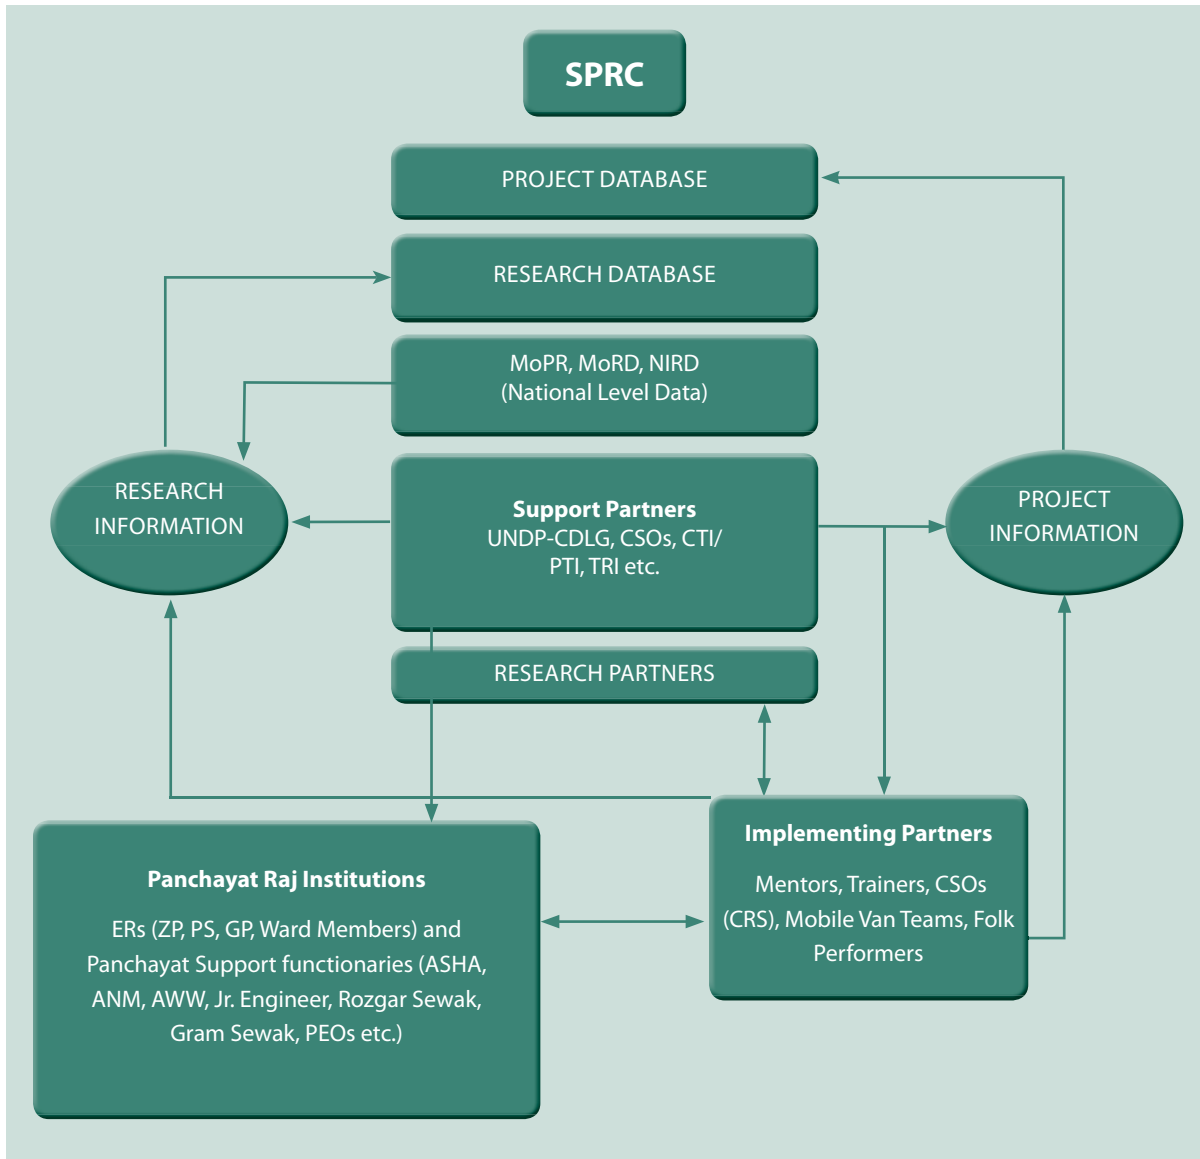 SPRC
PROJECT DATABASE
RESEARCH DATABASE
MoPR, MoRD, NIRD
(National Level Data)
RESEARCH
INFORMATION
Support Partners
UNDP-CDLG, CSOs, CTI/
PTI, TRI etc.
PROJECT
INFORMATION
RESEARCH PARTNERS
Panchayat Raj Institutions
ERs (ZP, PS, GP, Ward Members) and
Panchayat Support functionaries (ASHA,
ANM, AWW, Jr. Engineer, Rozgar Sewak,
Gram Sewak, PEOs etc.)
Implementing Partners
Mentors, Trainers, CSOs
(CRS), Mobile Van Teams, Folk
Performers